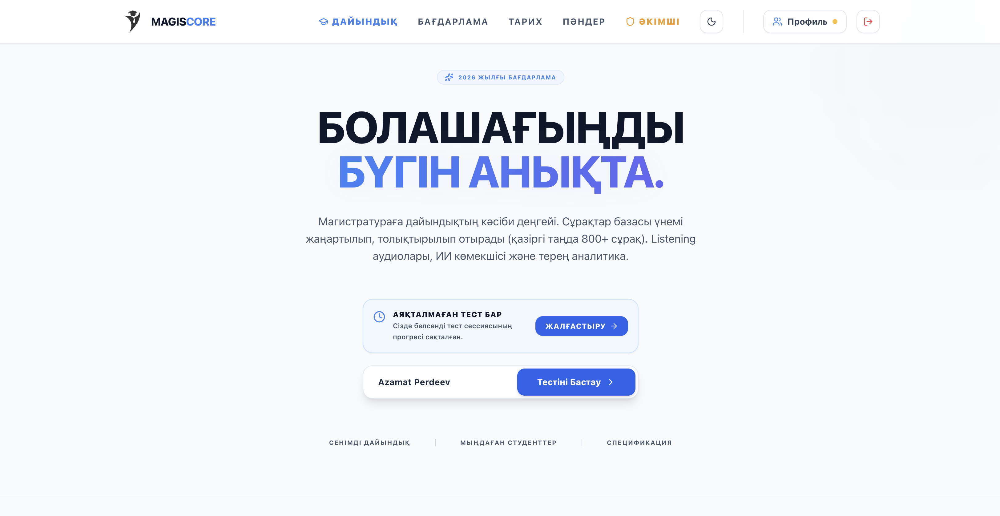 MAGISCORE
ДАЙЫНДЫҚ
БАҒДАРЛАМА
ТАРИХ
ПӘНДЕР
ӘКІМШІ
Профиль
2026 ЖЫЛҒЫ БАҒДАРЛАМА
БОЛАШАҒЫҢДЫ
БҮГІН АНЫҚТА.
Магистратураға дайындықтың кәсіби деңгейі. Сұрақтар базасы үнемі
жаңартылып, толықтырылып отырады (қазіргі таңда 800+ сұрақ). Listening
аудиолары, ИИ көмекшісі және терең аналитика.
АЯҚТАЛМАҒАН ТЕСТ БАР
Сізде белсенді тест сессиясының
прогресі сақталған.
ЖАЛҒАСТЫРУ
Azamat Perdeev
Тестіні Бастау
СЕНІМДІ ДАЙЫНДЫҚ
МЫҢДАҒАН СТУДЕНТТЕР
СПЕЦИФИКАЦИЯ